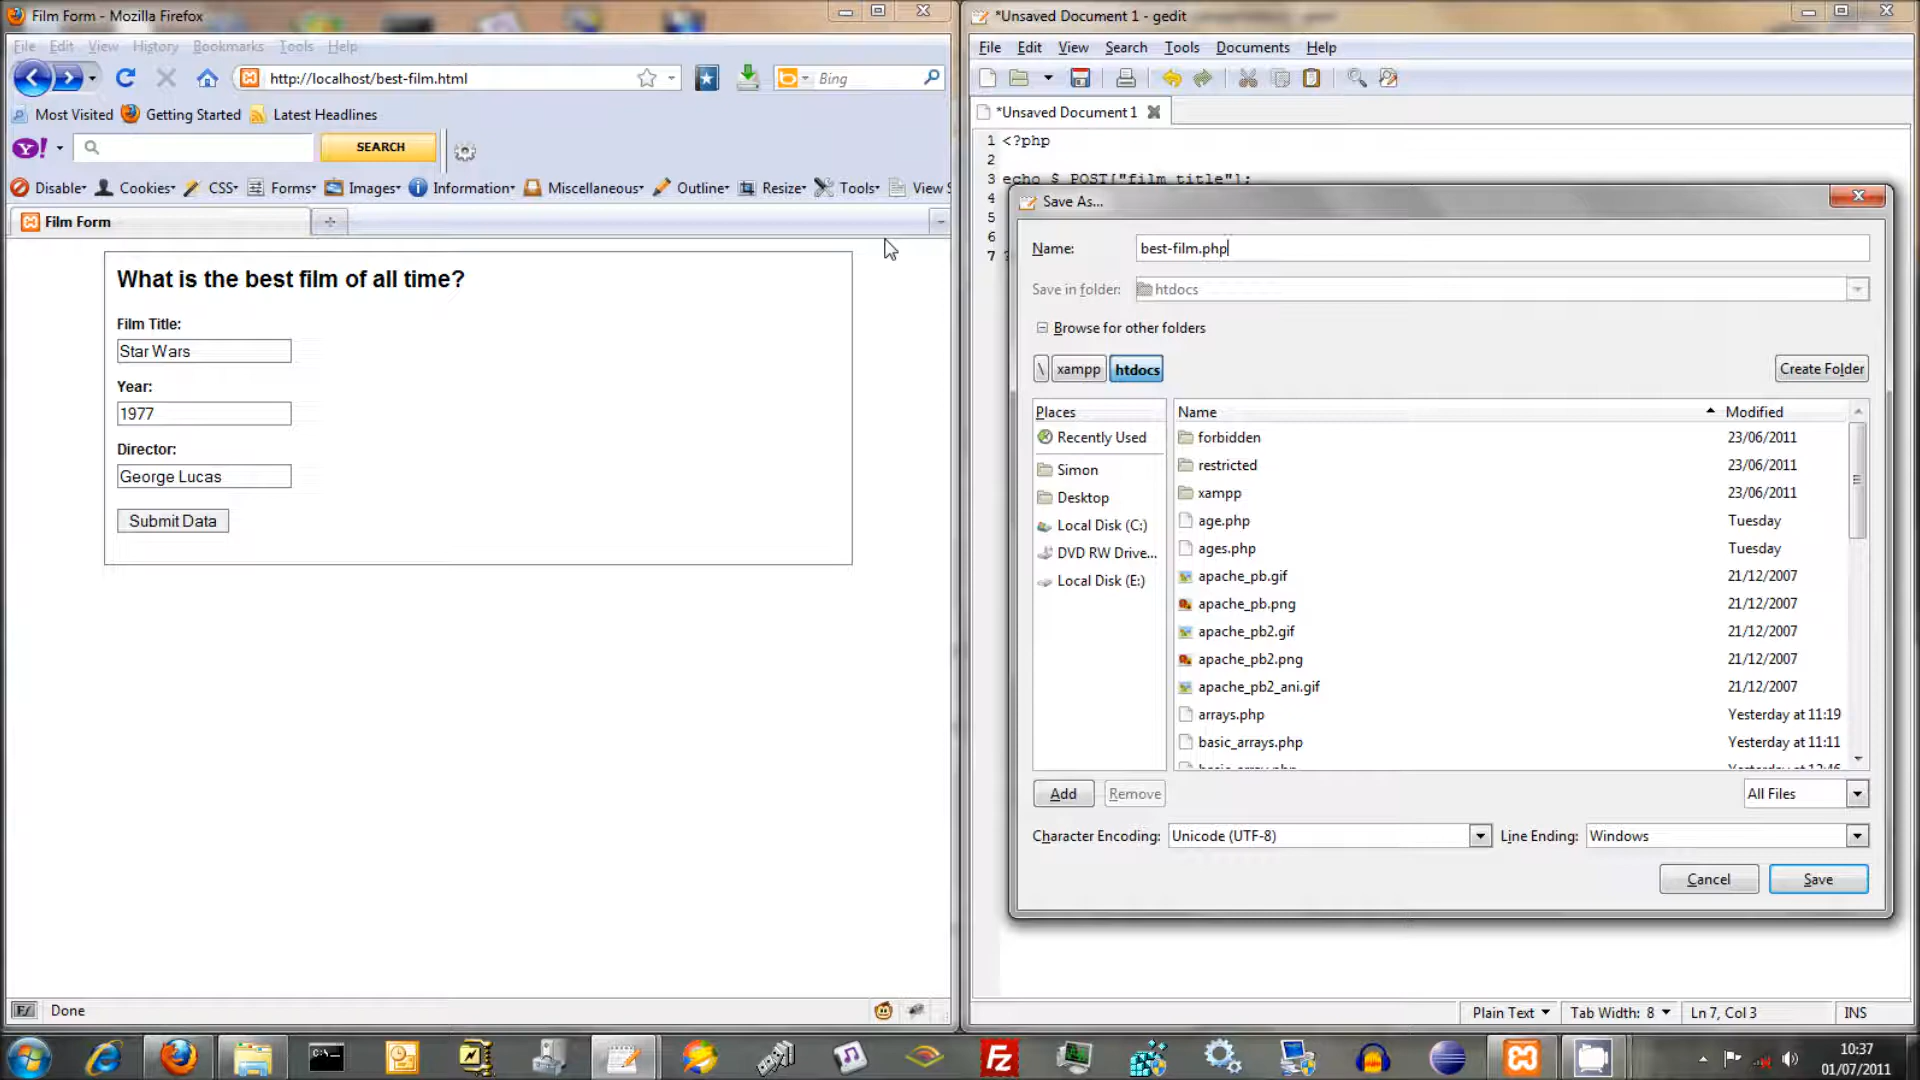 Film Form - Mozilla Firefox
File Edit View History Bookmarks Tools Help
http://localhost/best-film.html
Bing
Most Visited Getting Started Latest Headlines
Y! SEARCH
Disable Cookies CSS Forms Images Information Miscellaneous Outline Resize Tools View S
Film Form
What is the best film of all time?
Film Title:
Star Wars
Year:
1977
Director:
George Lucas
Submit Data
Done
*Unsaved Document 1 - gedit
File Edit View Search Tools Documents Help
*Unsaved Document 1
1 <?php
2
3 echo $_POST["film_title"];
4
5
6
7 ?
Save As...
Name: best-film.php
Save in folder: htdocs
Browse for other folders
\ xampp htdocs Create Folder
Places
Recently Used
Simon
Desktop
Local Disk (C:)
DVD RW Drive...
Local Disk (E:)
Name Modified
forbidden 23/06/2011
restricted 23/06/2011
xampp 23/06/2011
age.php Tuesday
ages.php Tuesday
apache_pb.gif 21/12/2007
apache_pb.png 21/12/2007
apache_pb2.gif 21/12/2007
apache_pb2.png 21/12/2007
apache_pb2_ani.gif 21/12/2007
arrays.php Yesterday at 11:19
basic_arrays.php Yesterday at 11:11
Add Remove All Files
Character Encoding: Unicode (UTF-8) Line Ending: Windows
Cancel Save
Plain Text Tab Width: 8 Ln 7, Col 3 INS
10:37
01/07/2011